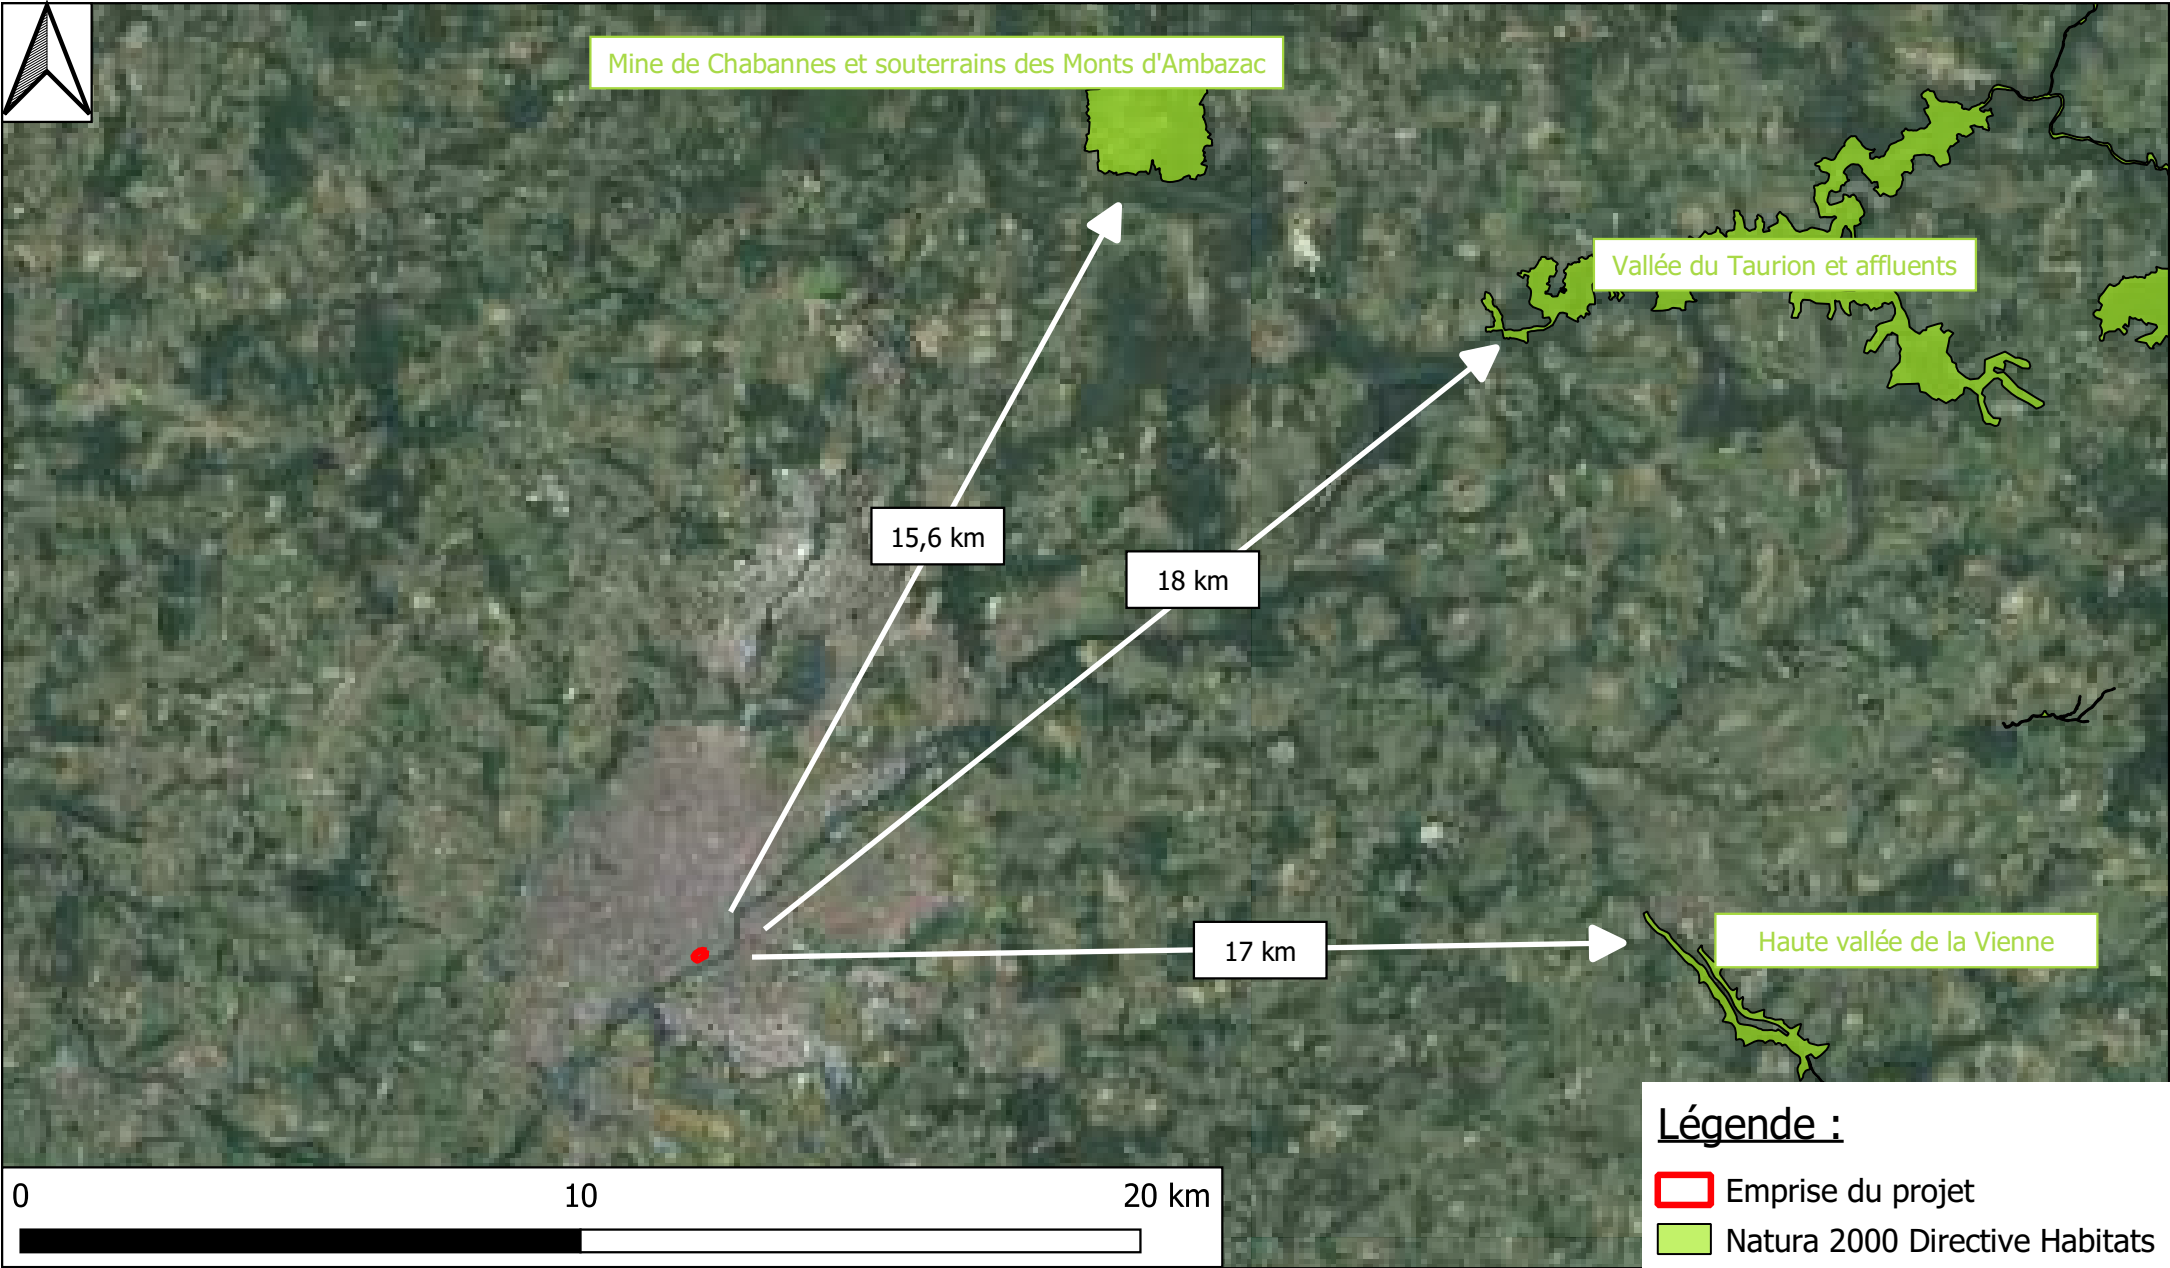 Mine de Chabannes et souterrains des Monts d'Ambazac
Vallée du Taurion et affluents
15,6 km
18 km
17 km
Haute vallée de la Vienne
Légende :
Emprise du projet
Natura 2000 Directive Habitats
0 10 20 km